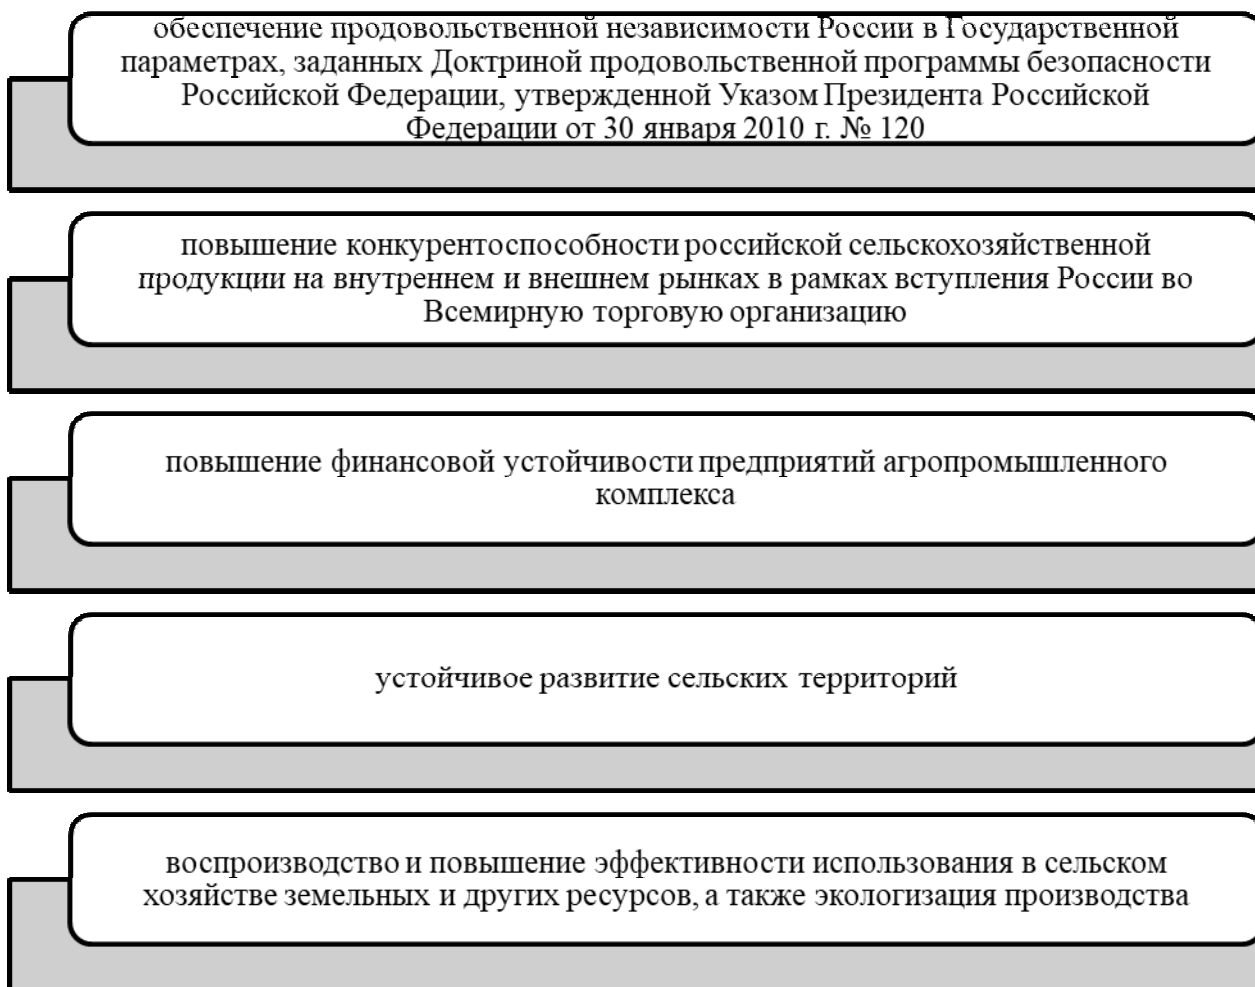 обеспечение продовольственной независимости России в Государственной
параметрах, заданных Доктриной продовольственной программы безопасности
Российской Федерации, утвержденной Указом Президента Российской
Федерации от 30 января 2010 г. № 120
повышение конкурентоспособности российской сельскохозяйственной
продукции на внутреннем и внешнем рынках в рамках вступления России во
Всемирную торговую организацию
повышение финансовой устойчивости предприятий агропромышленного
комплекса
устойчивое развитие сельских территорий
воспроизводство и повышение эффективности использования в сельском
хозяйстве земельных и других ресурсов, а также экологизация производства